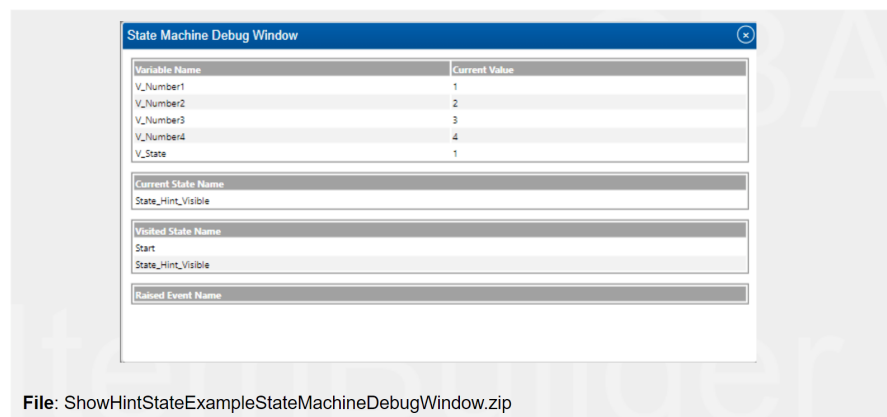 State Machine Debug Window
Variable Name Current Value
V_Number1 1
V_Number2 2
V_Number3 3
V_Number4 4
V_State 1
Current State Name
State_Hint_Visible
Visited State Name
Start
State_Hint_Visible
Raised Event Name
File: ShowHintStateExampleStateMachineDebugWindow.zip